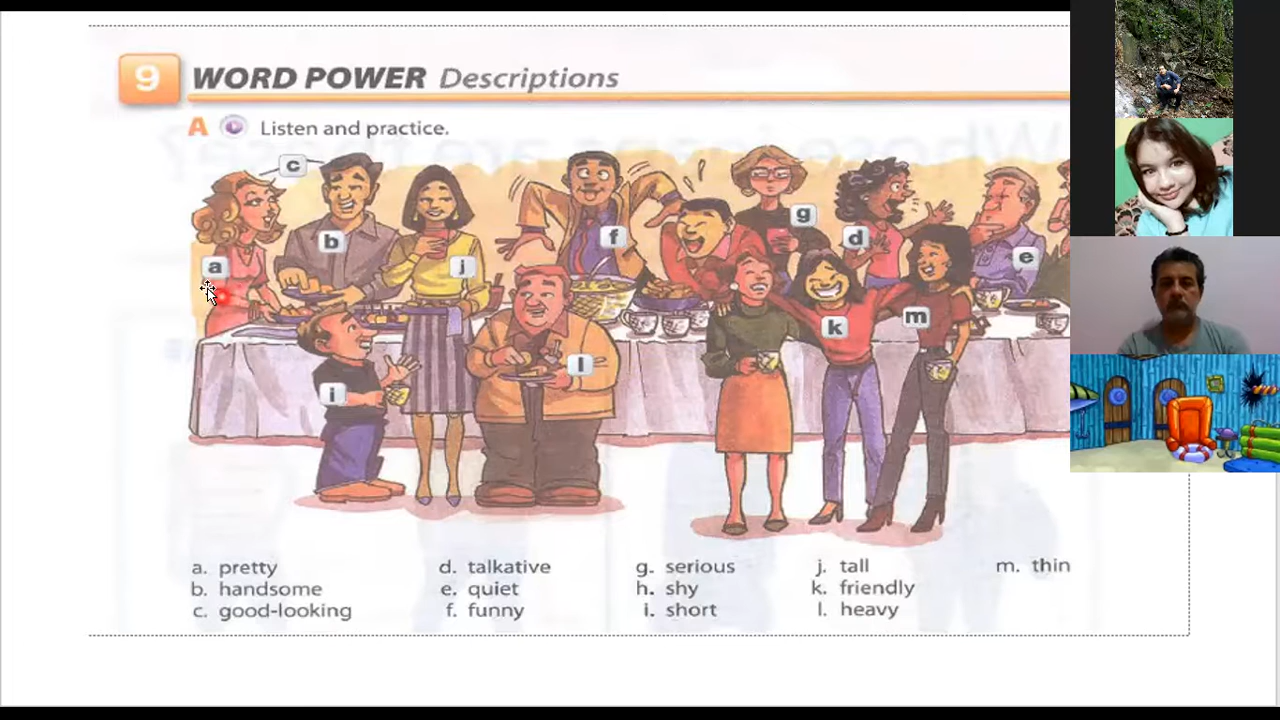 9 WORD POWER Descriptions
A Listen and practice.
c
b
a
j
f
g
d
e
k
m
l
i
a. pretty
b. handsome
c. good-looking
d. talkative
e. quiet
f. funny
g. serious
h. shy
i. short
j. tall
k. friendly
l. heavy
m. thin